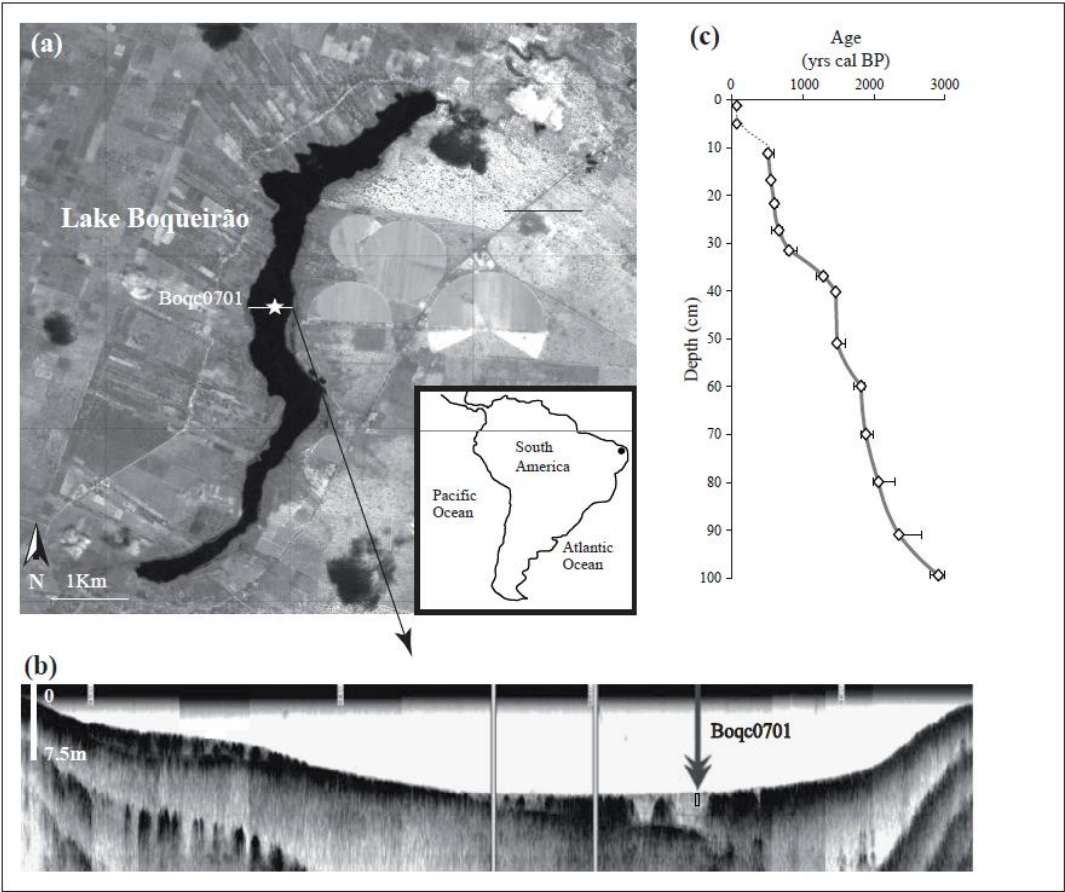 (a)
Lake Boqueirão
Boqc0701
N
1Km
South
America
Pacific
Ocean
Atlantic
Ocean
(c)
Age
(yrs cal BP)
0
1000
2000
3000
Depth (cm)
0
10
20
30
40
50
60
70
80
90
100
(b)
0
7.5m
Boqc0701